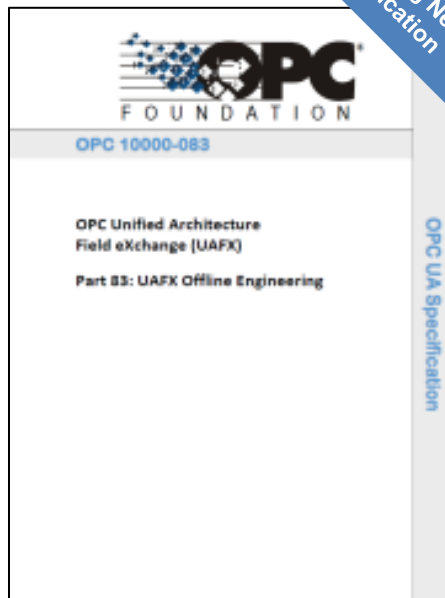 OPC
FOUNDATION
OPC 10000-083
OPC Unified Architecture
Field eXchange (UAFX)
Part 83: UAFX Offline Engineering
OPC UA Specification